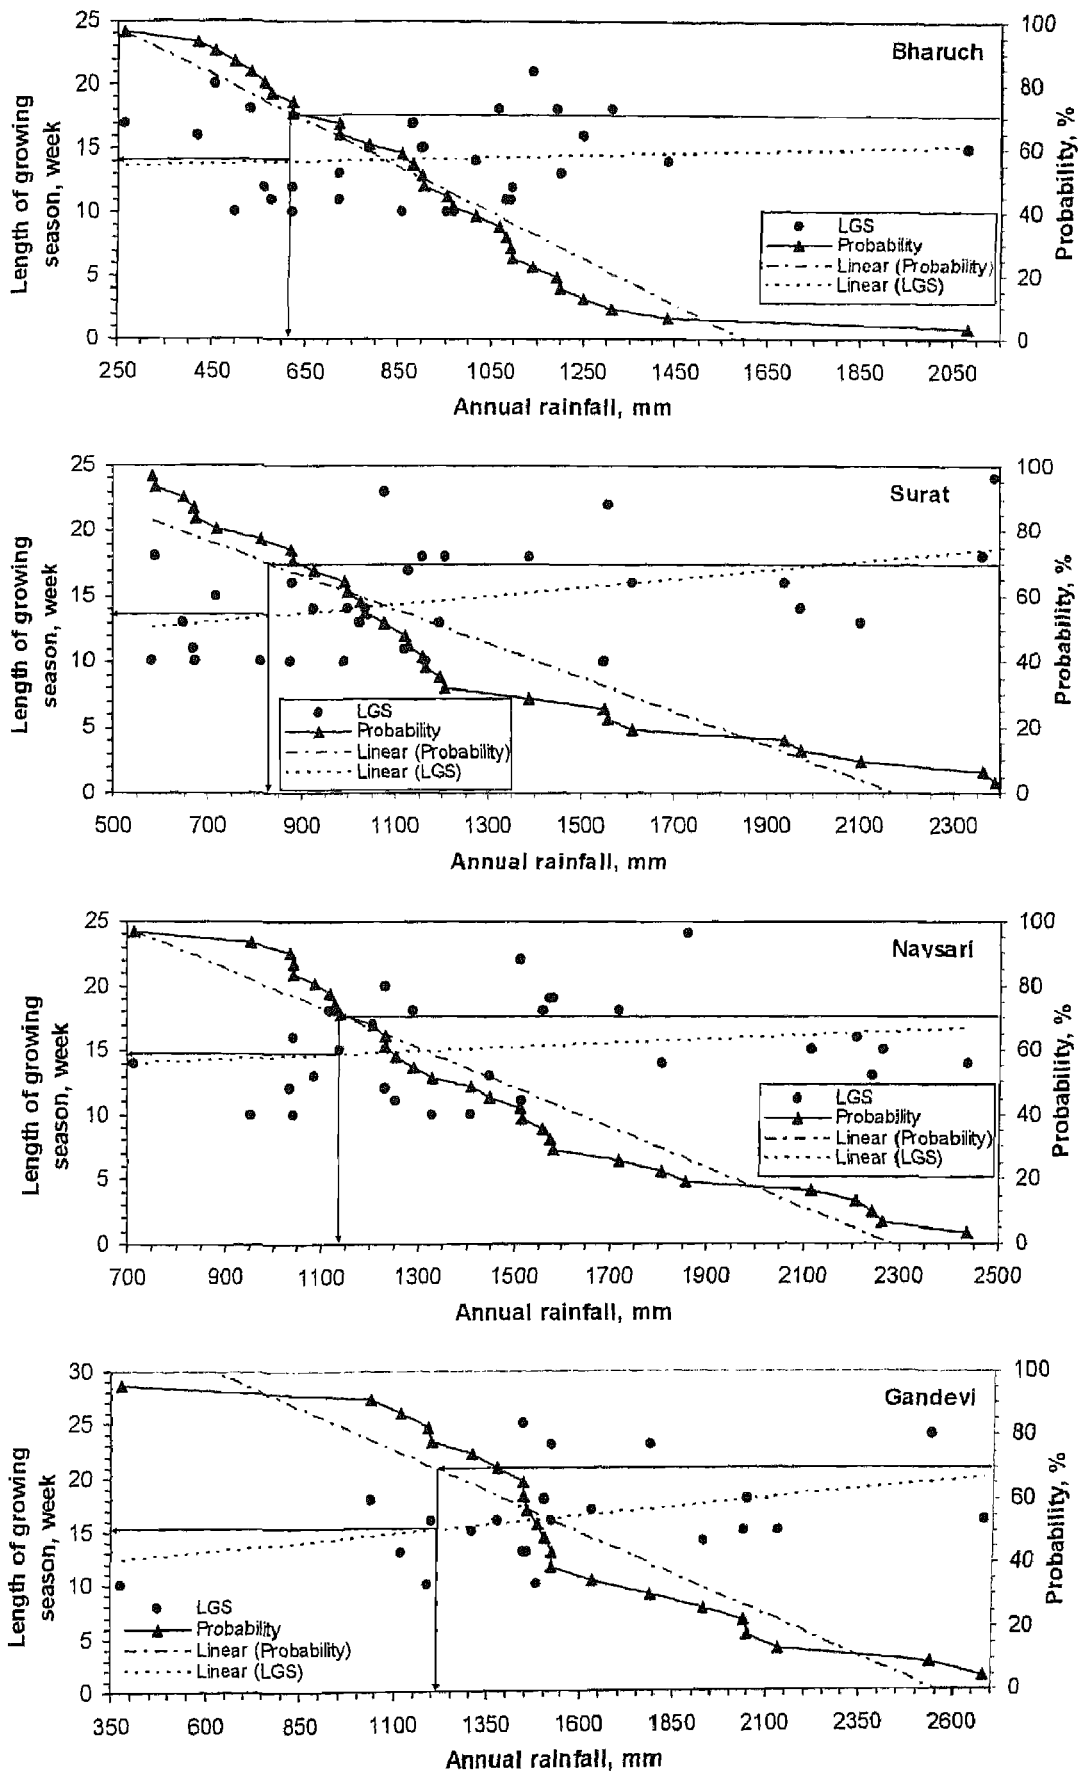 Bharuch
Length of growing
season, week
25
20
15
10
5
0
100
80
60
40
20
0
Probability, %
LGS
Probability
Linear (Probability)
Linear (LGS)
250 450 650 850 1050 1250 1450 1650 1850 2050
Annual rainfall, mm
Surat
Length of growing
season, week
25
20
15
10
5
0
100
80
60
40
20
0
Probability, %
LGS
Probability
Linear (Probability)
Linear (LGS)
500 700 900 1100 1300 1500 1700 1900 2100 2300
Annual rainfall, mm
Navsari
Length of growing
season, week
25
20
15
10
5
0
100
80
60
40
20
0
Probability, %
LGS
Probability
Linear (Probability)
Linear (LGS)
700 900 1100 1300 1500 1700 1900 2100 2300 2500
Annual rainfall, mm
Gandevi
Length of growing
season, week
30
25
20
15
10
5
0
100
80
60
40
20
0
Probability, %
LGS
Probability
Linear (Probability)
Linear (LGS)
350 600 850 1100 1350 1600 1850 2100 2350 2600
Annual rainfall, mm